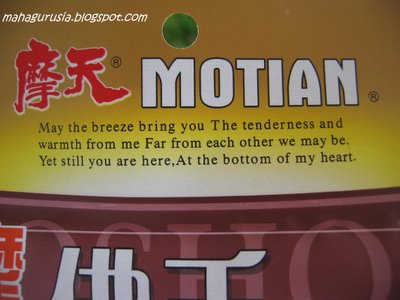 mahagurusia.blogspot.com
摩天® MOTIAN®
May the breeze bring you The tenderness and
warmth from me Far from each other we may be.
Yet still you are here,At the bottom of my heart.
OSHO